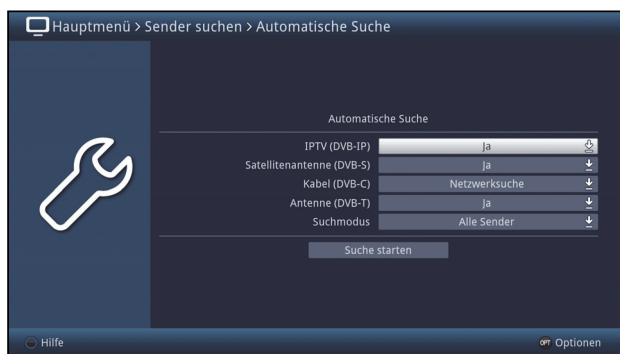 Hauptmenü > Sender suchen > Automatische Suche
Automatische Suche
IPTV (DVB-IP) Ja
Satellitenantenne (DVB-S) Ja
Kabel (DVB-C) Netzwerksuche
Antenne (DVB-T) Ja
Suchmodus Alle Sender
Suche starten
Hilfe OPT Optionen